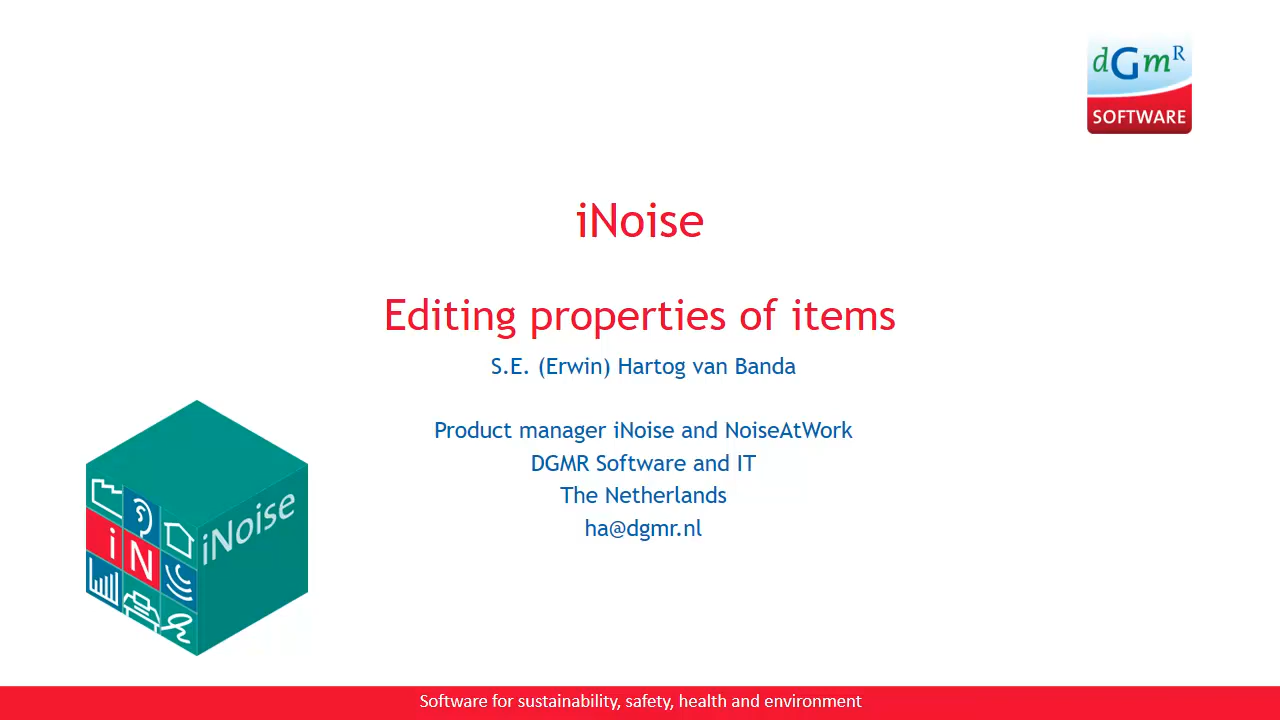 dGmR
SOFTWARE
iNoise
Editing properties of items
S.E. (Erwin) Hartog van Banda
Product manager iNoise and NoiseAtWork
DGMR Software and IT
The Netherlands
ha@dgmr.nl
iNoise
iN
Software for sustainability, safety, health and environment